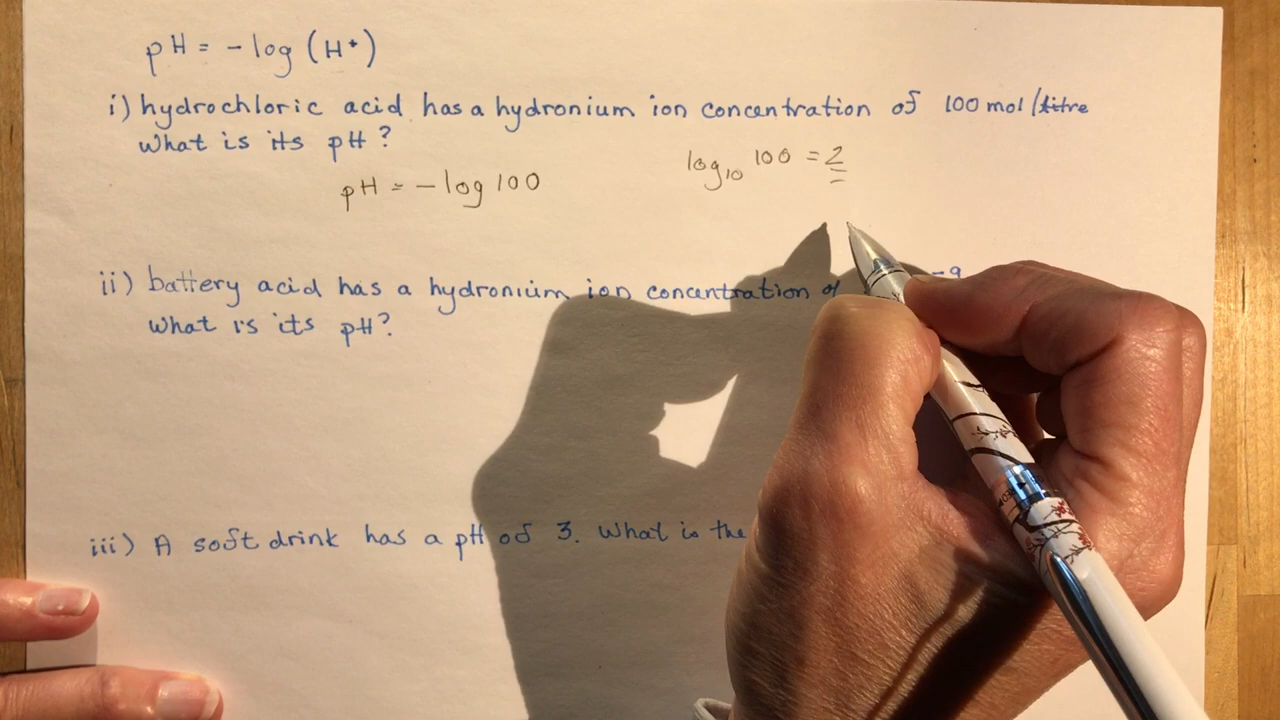 pH = - log (H⁺)
i) hydrochloric acid has a hydronium ion concentration of 100 mol/litre
What is its pH?
pH = - log 100
log₁₀ 100 = 2
ii) battery acid has a hydronium ion concentration of -9
What is its pH?
iii) A soft drink has a pH of 3. What is the